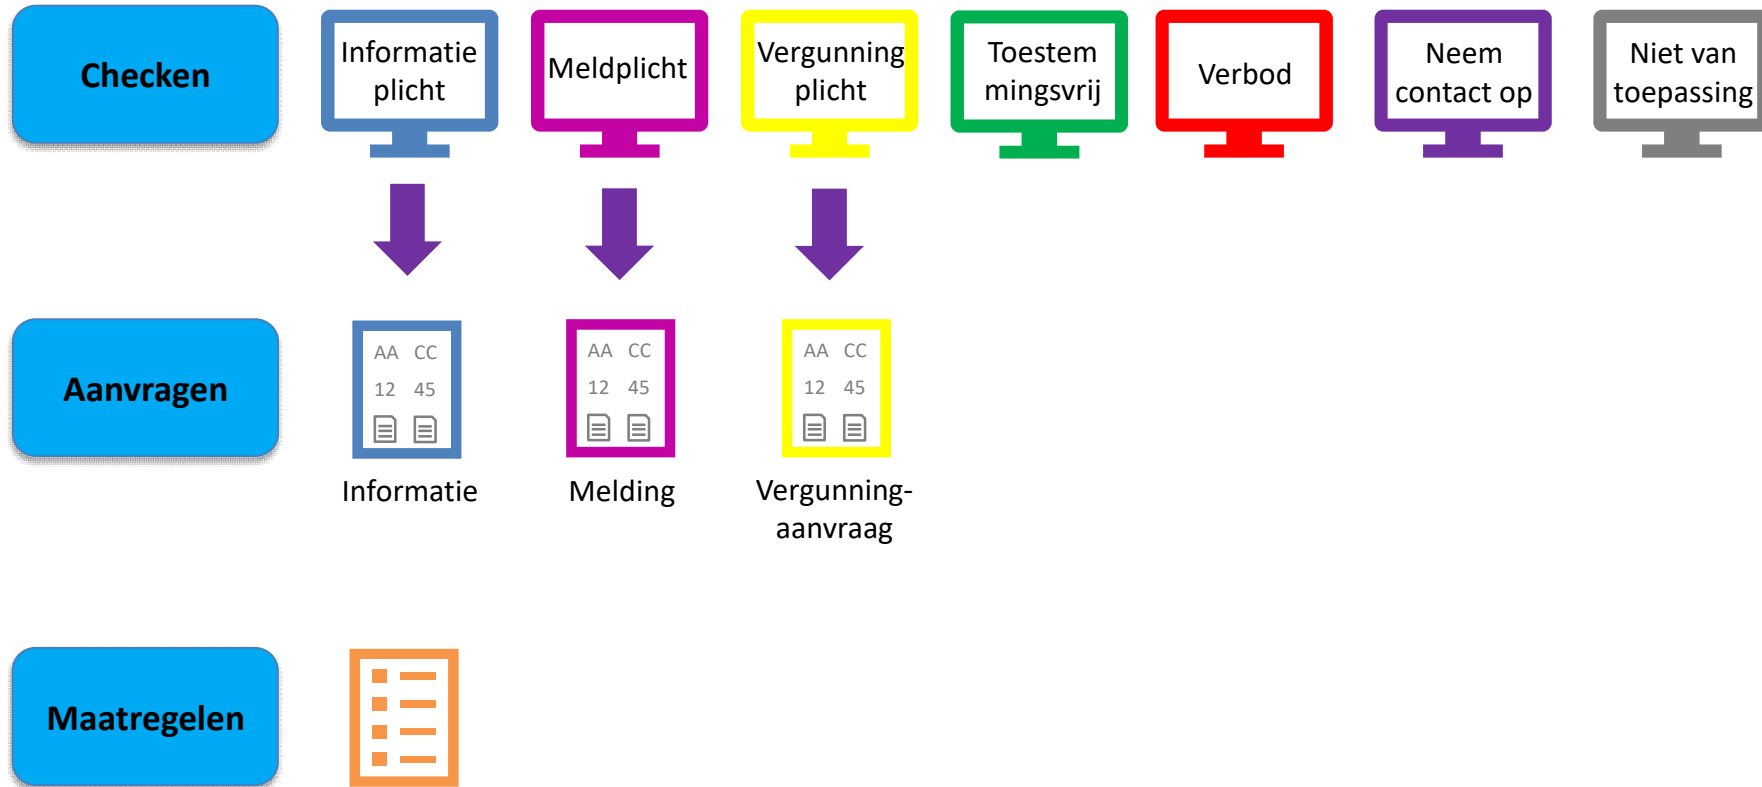 Checken
Informatie
plicht
Meldplicht
Vergunning
plicht
Toestem
mingsvrij
Verbod
Neem
contact op
Niet van
toepassing
Aanvragen
AA CC
12 45
Informatie
AA CC
12 45
Melding
AA CC
12 45
Vergunning-
aanvraag
Maatregelen